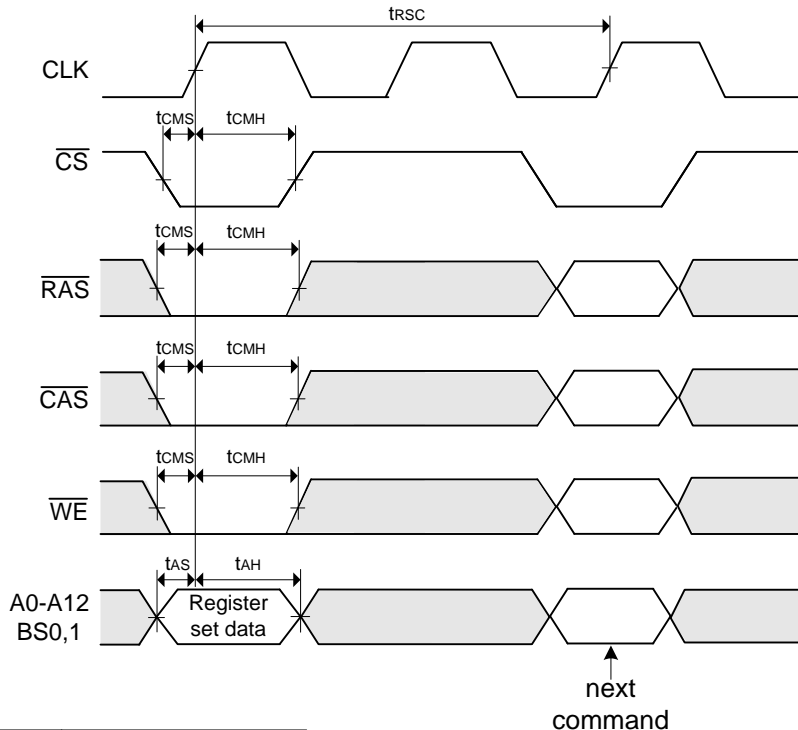 tRSC
CLK
tCMS tCMH
CS
tCMS tCMH
RAS
tCMS tCMH
CAS
tCMS tCMH
WE
tAS tAH
A0-A12
BS0,1
Register
set data
next
command